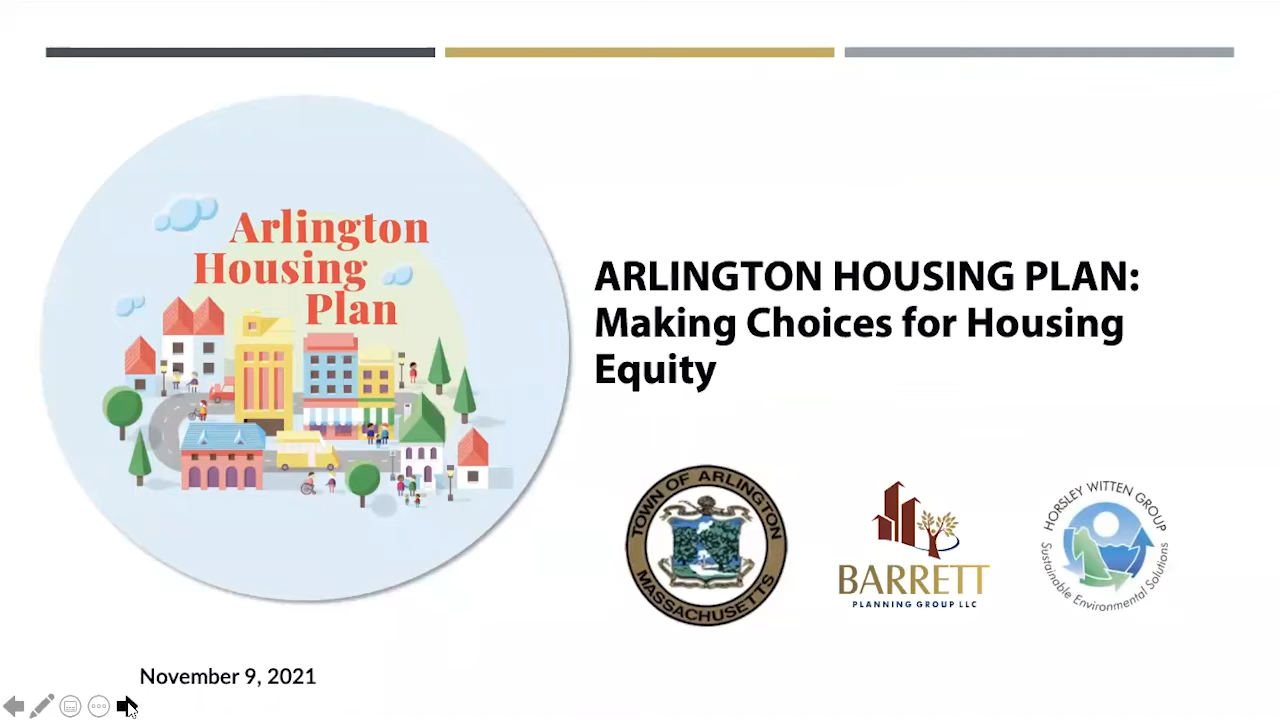 Arlington
Housing
Plan
ARLINGTON HOUSING PLAN:
Making Choices for Housing
Equity
TOWN OF ARLINGTON
MASSACHUSETTS
BARRETT
PLANNING GROUP LLC
HORSLEY WITTEN GROUP
Sustainable Environmental Solutions
November 9, 2021